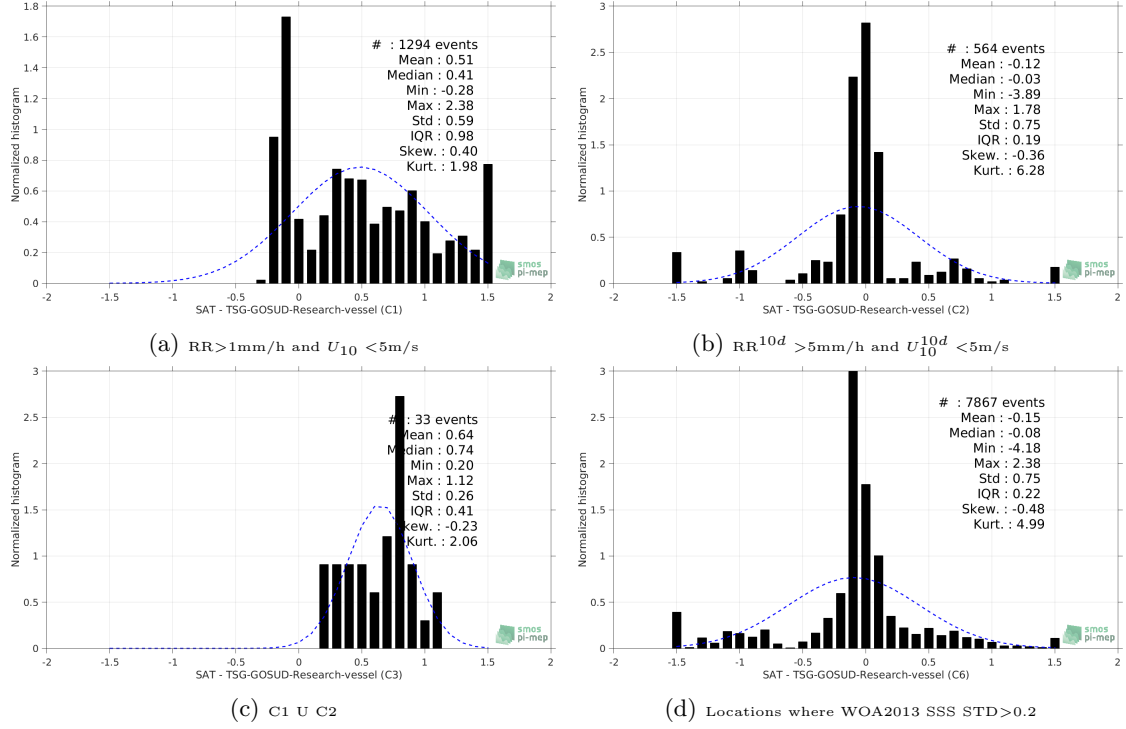 Normalized histogram
1.8
1.6
1.4
1.2
1
0.8
0.6
0.4
0.2
0
# : 1294 events
Mean : 0.51
Median : 0.41
Min : -0.28
Max : 2.38
Std : 0.59
IQR : 0.98
Skew. : 0.40
Kurt. : 1.98
smos
pi-mep
-2 -1.5 -1 -0.5 0 0.5 1 1.5 2
SAT - TSG-GOSUD-Research-vessel (C1)
(a) RR>1mm/h and U10 <5m/s
Normalized histogram
3
2.5
2
1.5
1
0.5
0
# : 564 events
Mean : -0.12
Median : -0.03
Min : -3.89
Max : 1.78
Std : 0.75
IQR : 0.19
Skew. : -0.36
Kurt. : 6.28
smos
pi-mep
-2 -1.5 -1 -0.5 0 0.5 1 1.5 2
SAT - TSG-GOSUD-Research-vessel (C2)
(b) RR10d >5mm/h and U10 10d <5m/s
Normalized histogram
3
2.5
2
1.5
1
0.5
0
# : 33 events
Mean : 0.64
Median : 0.74
Min : 0.20
Max : 1.12
Std : 0.26
IQR : 0.41
kew. : -0.23
Kurt. : 2.06
smos
pi-mep
-2 -1.5 -1 -0.5 0 0.5 1 1.5 2
SAT - TSG-GOSUD-Research-vessel (C3)
(c) C1 U C2
Normalized histogram
3
2.5
2
1.5
1
0.5
0
# : 7867 events
Mean : -0.15
Median : -0.08
Min : -4.18
Max : 2.38
Std : 0.75
IQR : 0.22
Skew. : -0.48
Kurt. : 4.99
smos
pi-mep
-2 -1.5 -1 -0.5 0 0.5 1 1.5 2
SAT - TSG-GOSUD-Research-vessel (C6)
(d) Locations where WOA2013 SSS STD>0.2